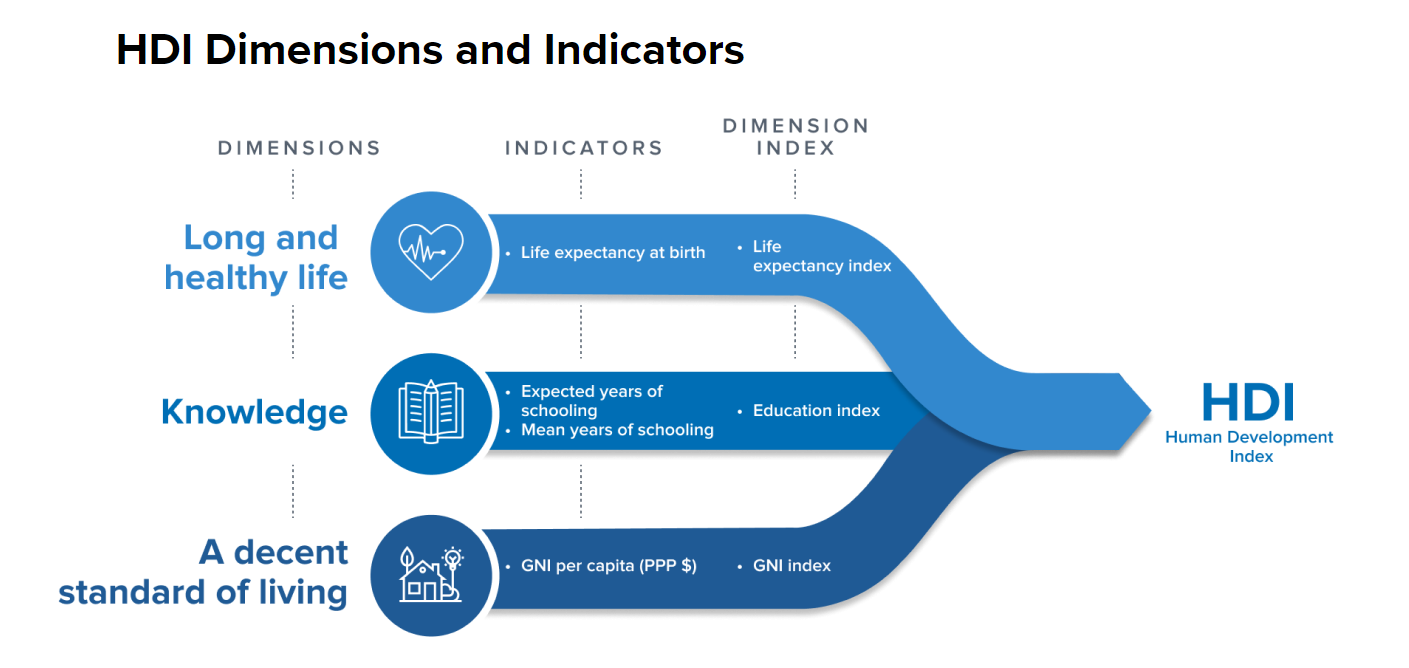 HDI Dimensions and Indicators
DIMENSIONS
INDICATORS
DIMENSION
INDEX
Long and
healthy life
• Life expectancy at birth
• Life
expectancy index
Knowledge
• Expected years of
schooling
• Mean years of schooling
• Education index
A decent
standard of living
• GNI per capita (PPP $)
• GNI index
HDI
Human Development
Index